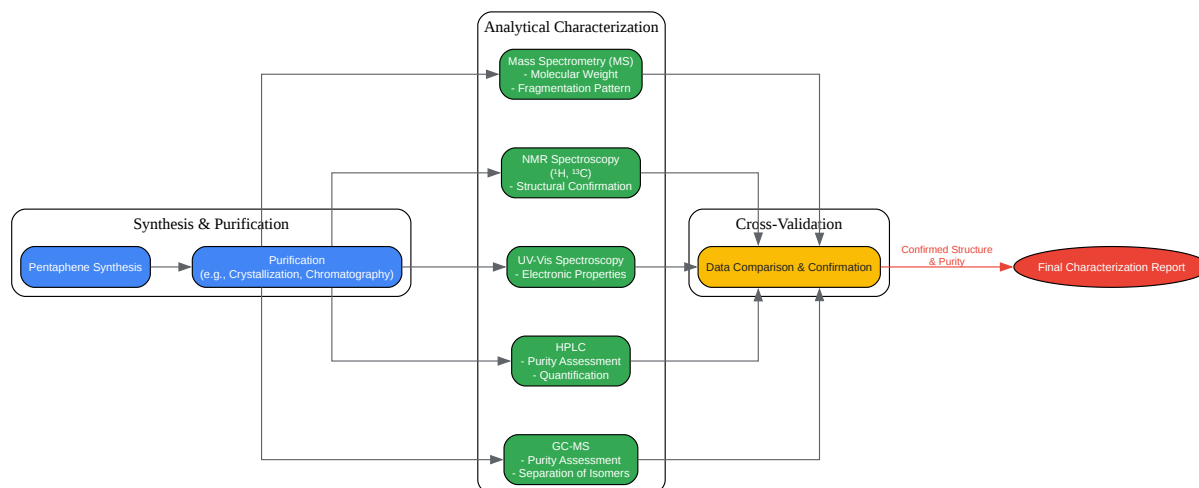 Analytical Characterization
Mass Spectrometry (MS)
- Molecular Weight
- Fragmentation Pattern
NMR Spectroscopy
(¹H, ¹³C)
- Structural Confirmation
Synthesis & Purification
Pentaphene Synthesis
Purification
(e.g., Crystallization, Chromatography)
UV-Vis Spectroscopy
- Electronic Properties
Cross-Validation
Data Comparison & Confirmation
Confirmed Structure
& Purity
Final Characterization Report
HPLC
- Purity Assessment
- Quantification
GC-MS
- Purity Assessment
- Separation of Isomers